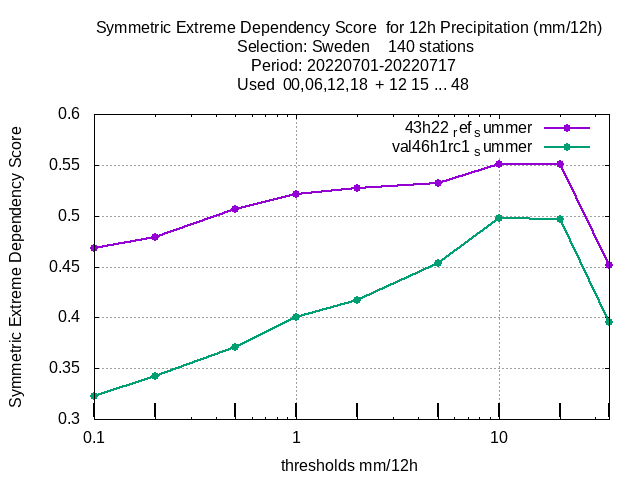 Symmetric Extreme Dependency Score for 12h Precipitation (mm/12h)
Selection: Sweden 140 stations
Period: 20220701-20220717
Used 00,06,12,18 + 12 15 ... 48
43h22 ref summer
val46h1rc1 summer
Symmetric Extreme Dependency Score
0.6
0.55
0.5
0.45
0.4
0.35
0.3
0.1 1 10
thresholds mm/12h